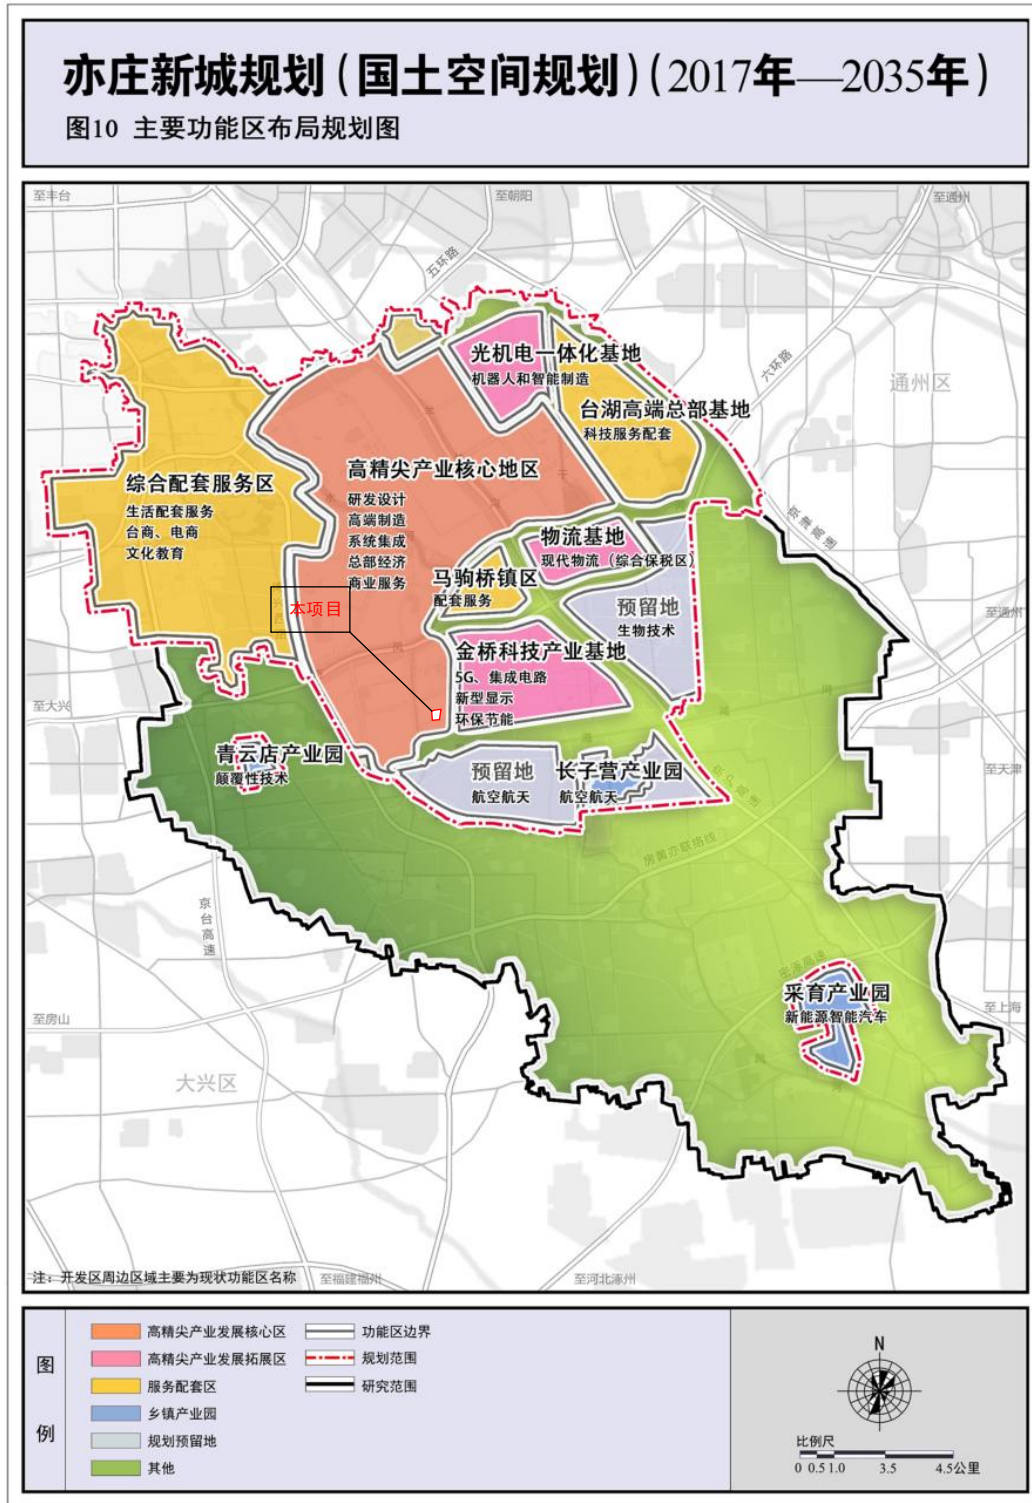 亦庄新城规划(国土空间规划)(2017年—2035年)
图10 主要功能区布局规划图
至丰台
至朝阳
至通州
五环路
六环路
通州区
光机电一体化基地
机器人和智能制造
台湖高端总部基地
科技服务配套
综合配套服务区
生活配套服务
台商、电商
文化教育
高精尖产业核心地区
研发设计
高端制造
系统集成
总部经济
商业服务
京津高速
物流基地
现代物流（综合保税区）
马驹桥镇区
配套服务
预留地
生物技术
本项目
至通州
金桥科技产业基地
5G、集成电路
新型显示
环保节能
至大兴
青云店产业园
颠覆性技术
预留地
航空航天
长子营产业园
航空航天
至天津
房黄亦联络线
京台高速
密涿高速
采育产业园
新能源智能汽车
至房山
至上海
大兴区
注：开发区周边区域主要为现状功能区名称
至福建福州
至河北涿州
图例
高精尖产业发展核心区
高精尖产业发展拓展区
服务配套区
乡镇产业园
规划预留地
其他
功能区边界
规划范围
研究范围
N
比例尺
0 0.5 1.0 3.5 4.5公里